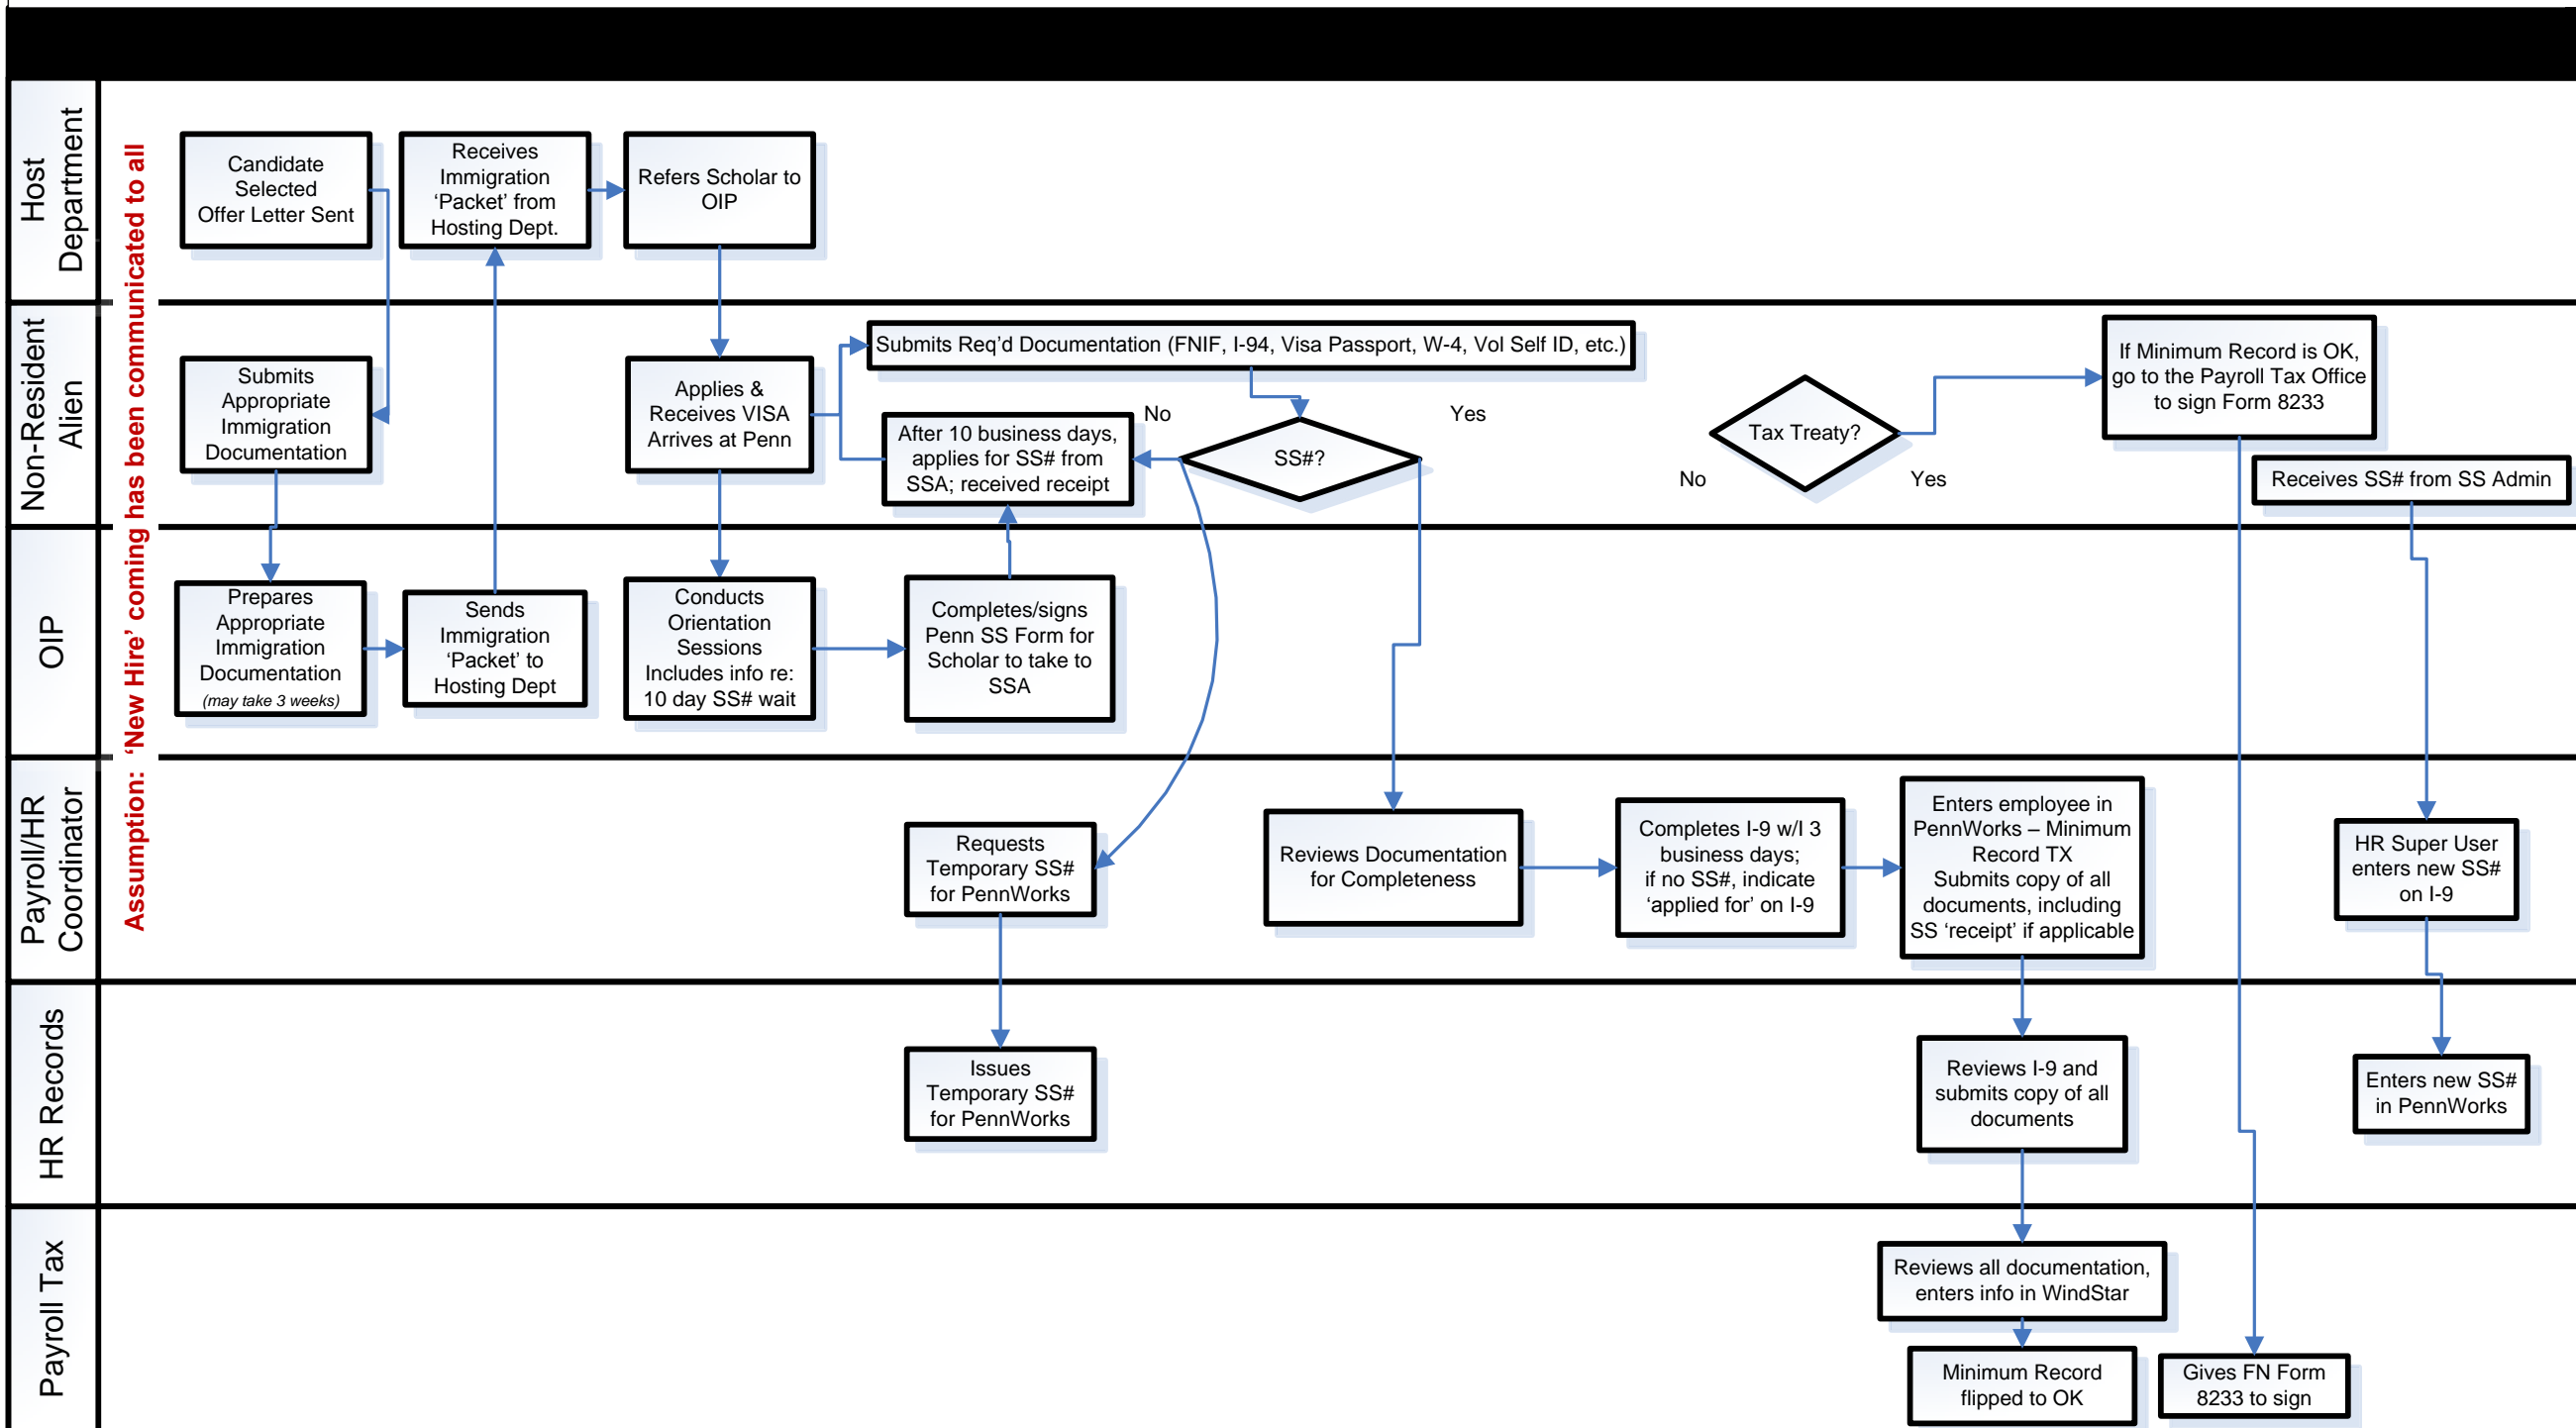 Host
Department
Assumption: 'New Hire' coming has been communicated to all
Candidate
Selected
Offer Letter Sent
Receives
Immigration
‘Packet’ from
Hosting Dept.
Refers Scholar to
OIP
Non-Resident
Alien
Submits
Appropriate
Immigration
Documentation
Applies &
Receives VISA
Arrives at Penn
Submits Req’d Documentation (FNIF, I-94, Visa Passport, W-4, Vol Self ID, etc.)
After 10 business days,
applies for SS# from
SSA; received receipt
No
SS#?
Yes
No
Tax Treaty?
Yes
If Minimum Record is OK,
go to the Payroll Tax Office
to sign Form 8233
Receives SS# from SS Admin
OIP
Prepares
Appropriate
Immigration
Documentation
(may take 3 weeks)
Sends
Immigration
‘Packet’ to
Hosting Dept
Conducts
Orientation
Sessions
Includes info re:
10 day SS# wait
Completes/signs
Penn SS Form for
Scholar to take to
SSA
Payroll/HR
Coordinator
Requests
Temporary SS#
for PennWorks
Reviews Documentation
for Completeness
Completes I-9 w/I 3
business days;
if no SS#, indicate
‘applied for’ on I-9
Enters employee in
PennWorks – Minimum
Record TX
Submits copy of all
documents, including
SS ‘receipt’ if applicable
HR Super User
enters new SS#
on I-9
HR Records
Issues
Temporary SS#
for PennWorks
Reviews I-9 and
submits copy of all
documents
Enters new SS#
in PennWorks
Payroll Tax
Reviews all documentation,
enters info in WindStar
Minimum Record
flipped to OK
Gives FN Form
8233 to sign